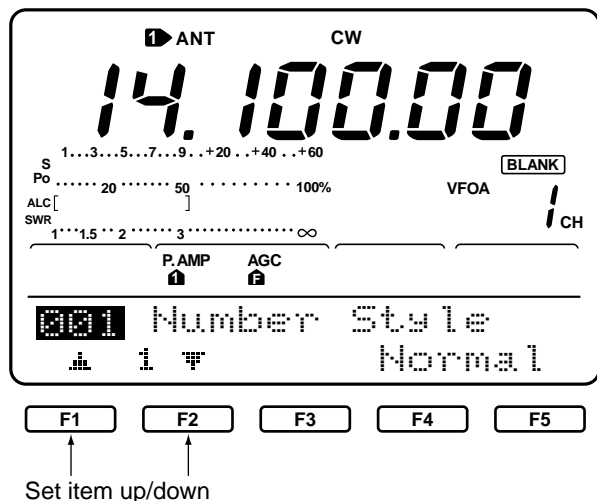 1 ANT CW
14.100.00
1...3...5...7...9..+20..+40..+60
S
BLANK
Po ...... 20 ......... 50 ........... 100%
VFOA
ALC [ ]
1 CH
SWR
1....1.5...2.......3...............∞
P.AMP AGC
1 F
001 Number Style
▲ 1 ▼ Normal
F1 F2 F3 F4 F5
Set item up/down